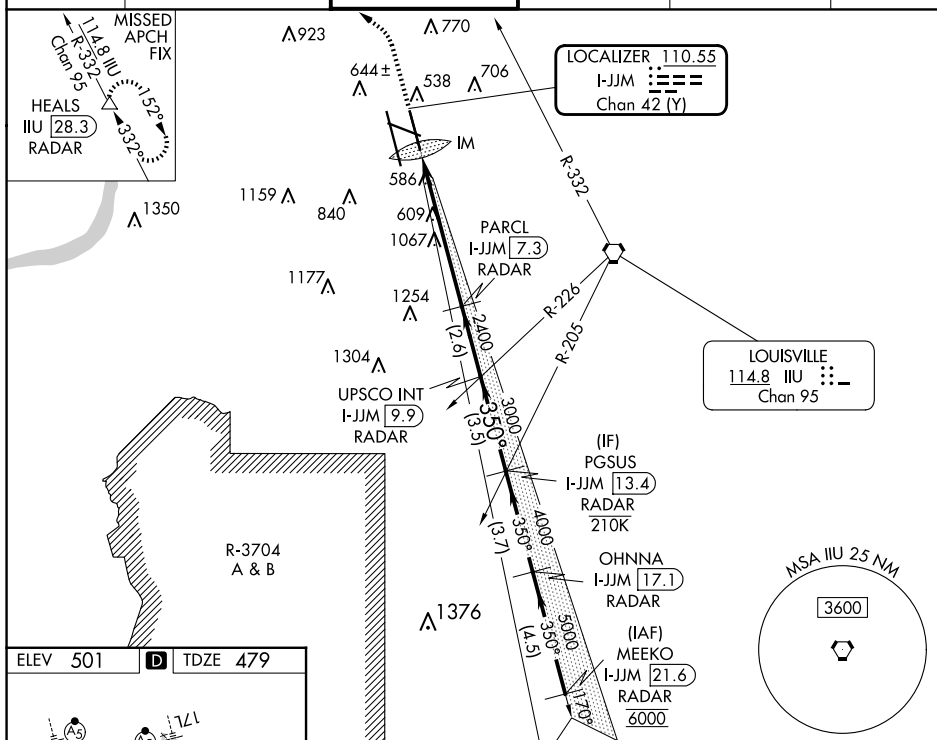 MISSED
APCH
FIX
114.8 IIU
R-332
Chan 95
HEALS
IIU 28.3
RADAR
152°
332°
923
770
644±
538
706
LOCALIZER 110.55
I-JJM
Chan 42 (Y)
IM
R-332
586
1159
840
609
1350
1067
PARCL
I-JJM 7.3
RADAR
1177
1254
2400
(2.6)
R-226
R-205
1304
UPSCO INT
I-JJM 9.9
RADAR
LOUISVILLE
114.8 IIU
Chan 95
350°
3000
(3.5)
(IF)
PGSUS
I-JJM 13.4
RADAR
210K
350°
4000
(3.7)
R-3704
A & B
OHNNA
I-JJM 17.1
RADAR
MSA IIU 25 NM
3600
1376
350°
5000
(4.5)
(IAF)
MEEKO
I-JJM 21.6
RADAR
6000
170°
ELEV 501 D TDZE 479
17L
A5